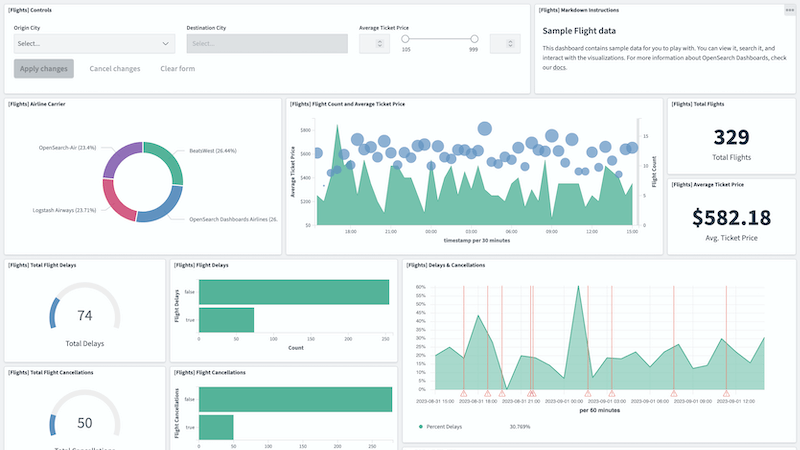 [Flights] Controls
Origin City
Select...
Destination City
Select...
Average Ticket Price
105
999
Apply changes
Cancel changes
Clear form
[Flights] Markdown Instructions
Sample Flight data
This dashboard contains sample data for you to play with. You can view it, search it, and
interact with the visualizations. For more information about OpenSearch Dashboards, check
our docs.
[Flights] Airline Carrier
OpenSearch-Air (23.4%)
BeatsWest (26.44%)
Logstash Airways (23.71%)
OpenSearch Dashboards Airlines (26.
[Flights] Flight Count and Average Ticket Price
Average Ticket Price
$800
$600
$400
$200
$0
15
10
5
0
Flight Count
18:00
21:00
00:00
03:00
06:00
09:00
12:00
15:00
timestamp per 30 minutes
[Flights] Total Flights
329
Total Flights
[Flights] Average Ticket Price
$582.18
Avg. Ticket Price
[Flights] Total Flight Delays
74
Total Delays
[Flights] Flight Delays
Flight Delays
false
true
0
50
100
150
200
250
Count
[Flights] Delays & Cancellations
60%
55%
50%
45%
40%
35%
30%
25%
20%
15%
10%
5%
0%
2023-08-31 15:00
2023-08-31 18:00
2023-08-31 21:00
2023-09-01 00:00
2023-09-01 03:00
2023-09-01 06:00
2023-09-01 09:00
2023-09-01 12:00
per 60 minutes
Percent Delays
30.769%
[Flights] Total Flight Cancellations
50
[Flights] Flight Cancellations
Flight Cancellations
false
true
0
50
100
150
200
250